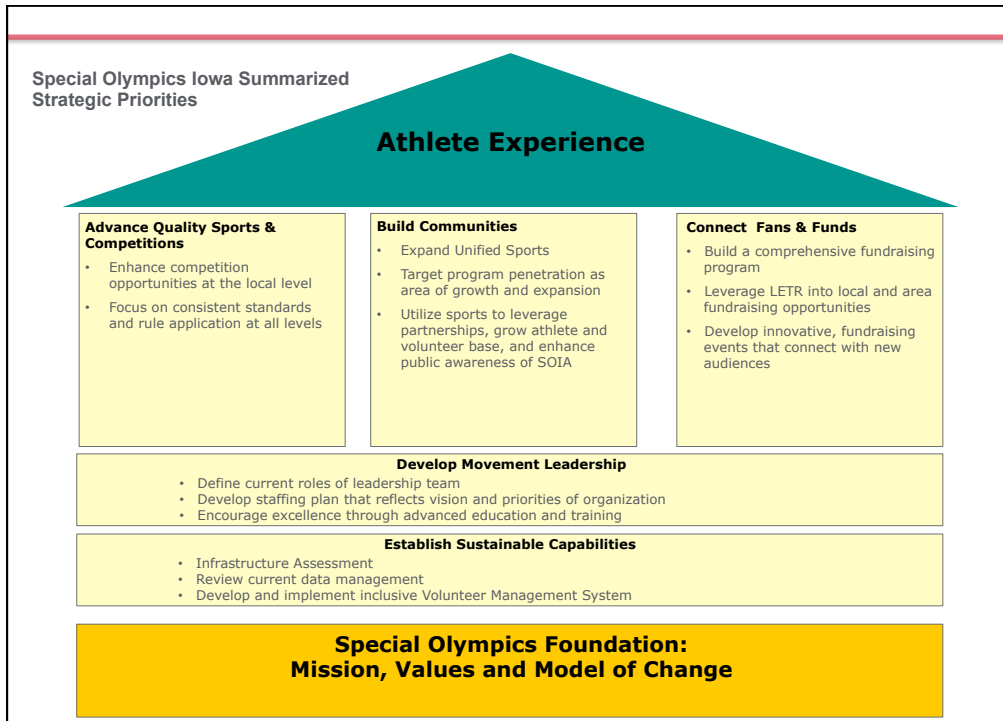 Special Olympics Iowa Summarized
Strategic Priorities
Athlete Experience
Advance Quality Sports &
Competitions
• Enhance competition
opportunities at the local level
• Focus on consistent standards
and rule application at all levels
Build Communities
• Expand Unified Sports
• Target program penetration as
area of growth and expansion
• Utilize sports to leverage
partnerships, grow athlete and
volunteer base, and enhance
public awareness of SOIA
Connect Fans & Funds
• Build a comprehensive fundraising
program
• Leverage LETR into local and area
fundraising opportunities
• Develop innovative, fundraising
events that connect with new
audiences
Develop Movement Leadership
• Define current roles of leadership team
• Develop staffing plan that reflects vision and priorities of organization
• Encourage excellence through advanced education and training
Establish Sustainable Capabilities
• Infrastructure Assessment
• Review current data management
• Develop and implement inclusive Volunteer Management System
Special Olympics Foundation:
Mission, Values and Model of Change